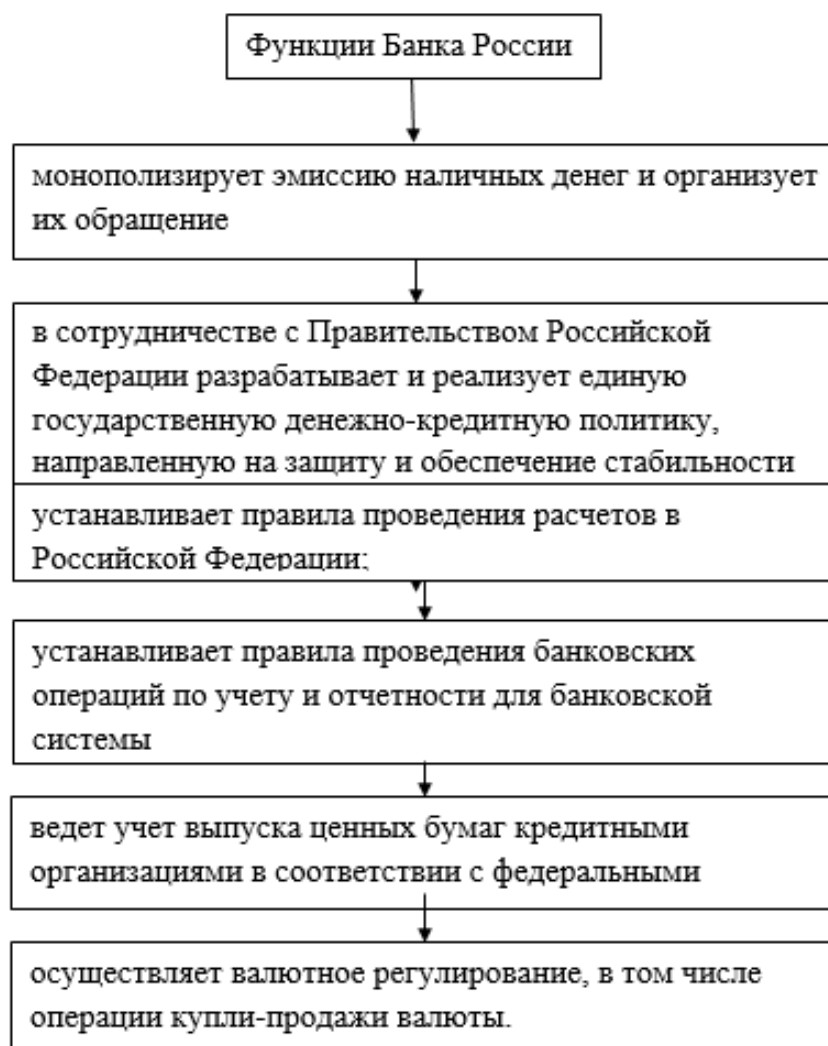 Функции Банка России
монополизирует эмиссию наличных денег и организует
их обращение
в сотрудничестве с Правительством Российской
Федерации разрабатывает и реализует единую
государственную денежно-кредитную политику,
направленную на защиту и обеспечение стабильности
устанавливает правила проведения расчетов в
Российской Федерации;
устанавливает правила проведения банковских
операций по учету и отчетности для банковской
системы
ведет учет выпуска ценных бумаг кредитными
организациями в соответствии с федеральными
осуществляет валютное регулирование, в том числе
операции купли-продажи валюты.